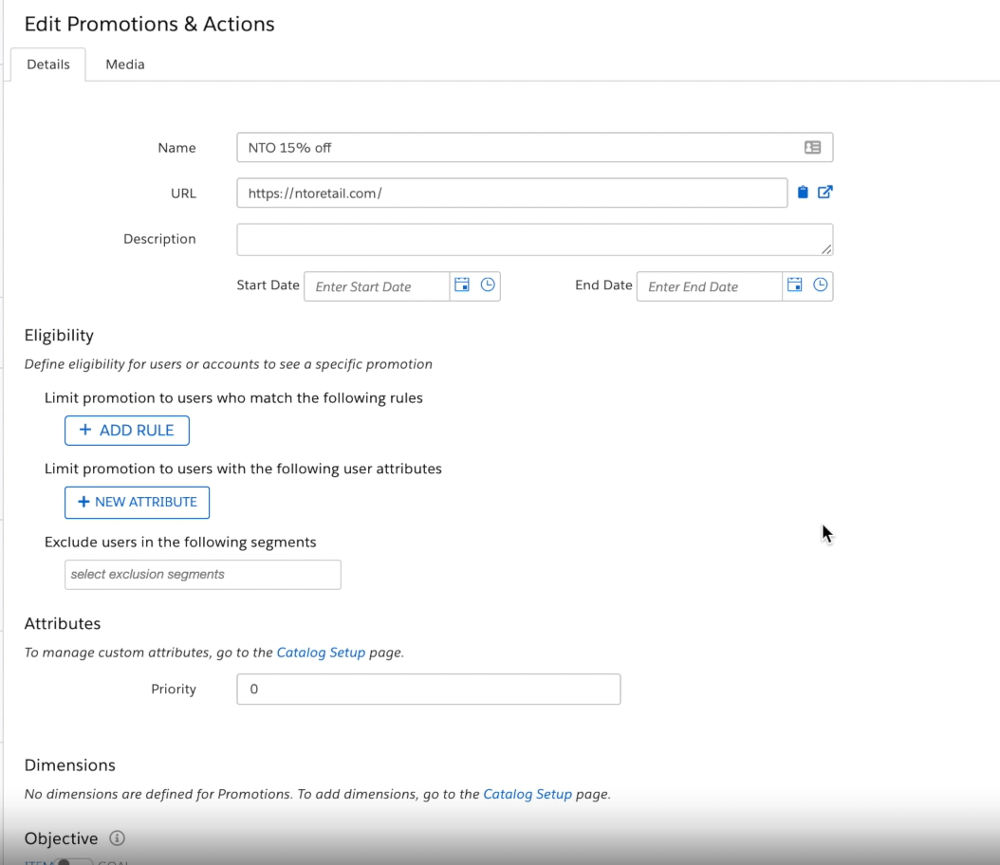 Edit Promotions & Actions
Details Media
Name NTO 15% off
URL https://ntoretail.com/
Description
Start Date Enter Start Date End Date Enter End Date
Eligibility
Define eligibility for users or accounts to see a specific promotion
Limit promotion to users who match the following rules
+ ADD RULE
Limit promotion to users with the following user attributes
+ NEW ATTRIBUTE
Exclude users in the following segments
select exclusion segments
Attributes
To manage custom attributes, go to the Catalog Setup page.
Priority 0
Dimensions
No dimensions are defined for Promotions. To add dimensions, go to the Catalog Setup page.
Objective
ITEM GOAL